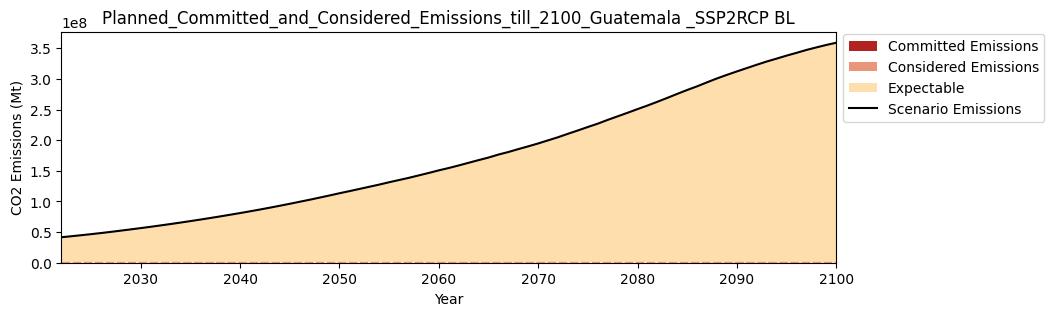 Planned_Committed_and_Considered_Emissions_till_2100_Guatemala _SSP2RCP BL
1e8
3.5
3.0
2.5
2.0
1.5
1.0
0.5
0.0
CO2 Emissions (Mt)
2030 2040 2050 2060 2070 2080 2090 2100
Year
Committed Emissions
Considered Emissions
Expectable
Scenario Emissions